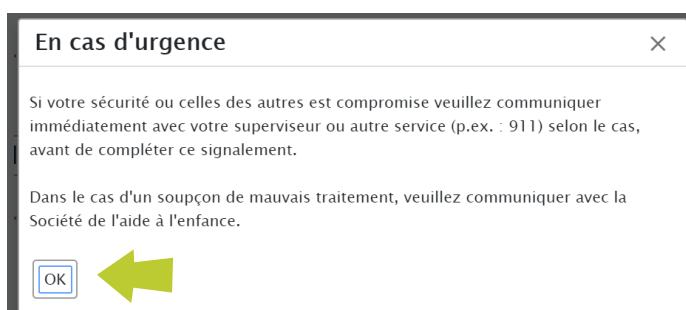 En cas d'urgence
Si votre sécurité ou celles des autres est compromise veuillez communiquer
immédiatement avec votre superviseur ou autre service (p.ex. : 911) selon le cas,
avant de compléter ce signalement.
Dans le cas d'un soupçon de mauvais traitement, veuillez communiquer avec la
Société de l'aide à l'enfance.
OK